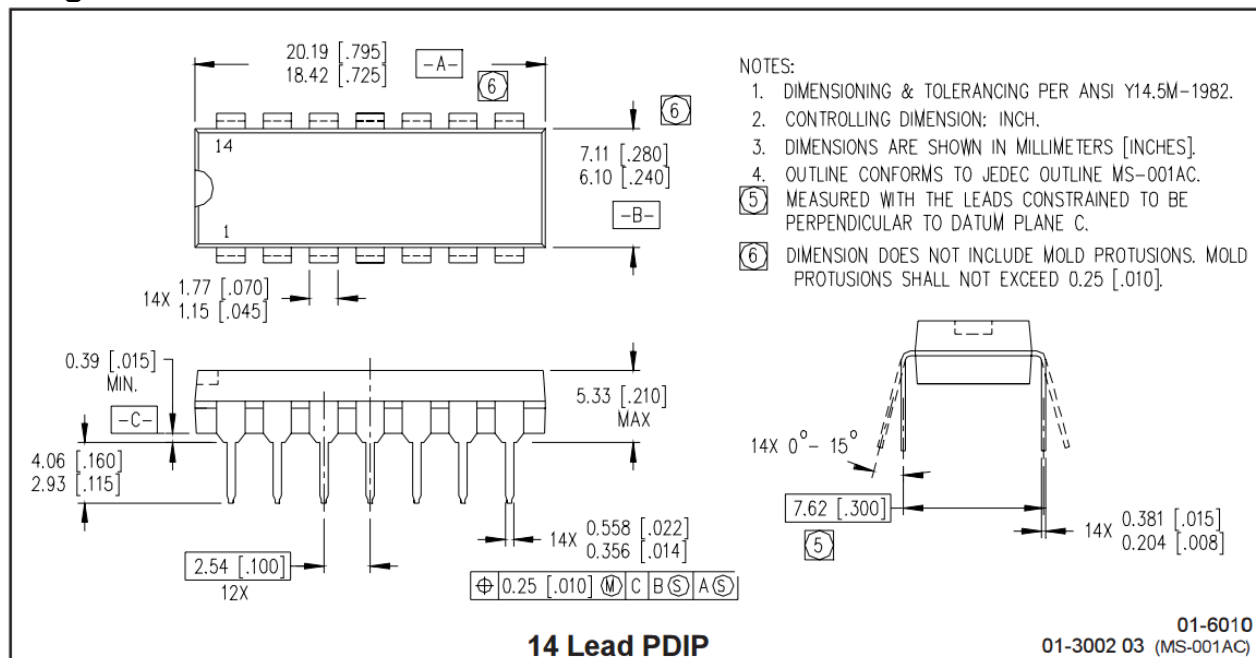 20.19 [.795]
18.42 [.725]
-A-
6
14
1
7.11 [.280]
6.10 [.240]
-B-
6
14X 1.77 [.070]
1.15 [.045]
NOTES:
1. DIMENSIONING & TOLERANCING PER ANSI Y14.5M-1982.
2. CONTROLLING DIMENSION: INCH.
3. DIMENSIONS ARE SHOWN IN MILLIMETERS [INCHES].
4. OUTLINE CONFORMS TO JEDEC OUTLINE MS-001AC.
5 MEASURED WITH THE LEADS CONSTRAINED TO BE
PERPENDICULAR TO DATUM PLANE C.
6 DIMENSION DOES NOT INCLUDE MOLD PROTUSIONS. MOLD
PROTUSIONS SHALL NOT EXCEED 0.25 [.010].
0.39 [.015]
MIN.
-C-
4.06 [.160]
2.93 [.115]
5.33 [.210]
MAX
2.54 [.100]
12X
14X 0.558 [.022]
0.356 [.014]
⌖ 0.25 [.010] Ⓜ C B Ⓢ A Ⓢ
14X 0°- 15°
7.62 [.300]
5
14X 0.381 [.015]
0.204 [.008]
14 Lead PDIP
01-6010
01-3002 03 (MS-001AC)